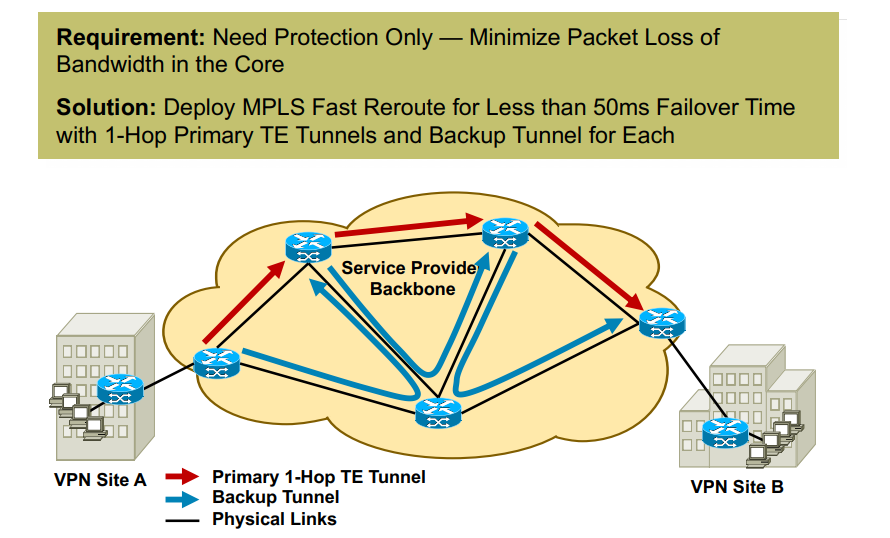 Requirement: Need Protection Only — Minimize Packet Loss of
Bandwidth in the Core
Solution: Deploy MPLS Fast Reroute for Less than 50ms Failover Time
with 1-Hop Primary TE Tunnels and Backup Tunnel for Each
Service Provide
Backbone
VPN Site A
Primary 1-Hop TE Tunnel
Backup Tunnel
Physical Links
VPN Site B